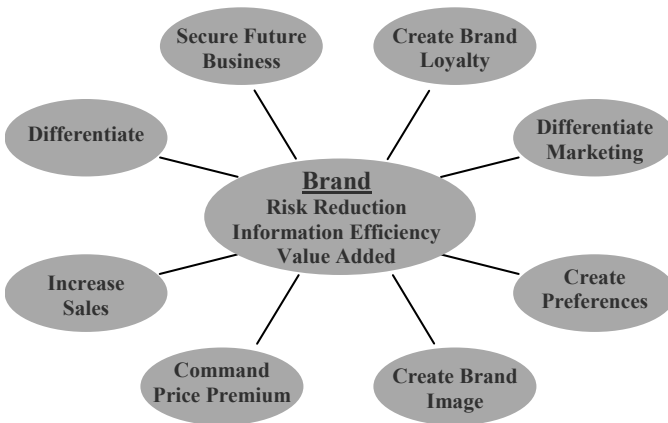 Secure Future
Business
Create Brand
Loyalty
Differentiate
Differentiate
Marketing
Brand
Risk Reduction
Information Efficiency
Value Added
Increase
Sales
Create
Preferences
Command
Price Premium
Create Brand
Image